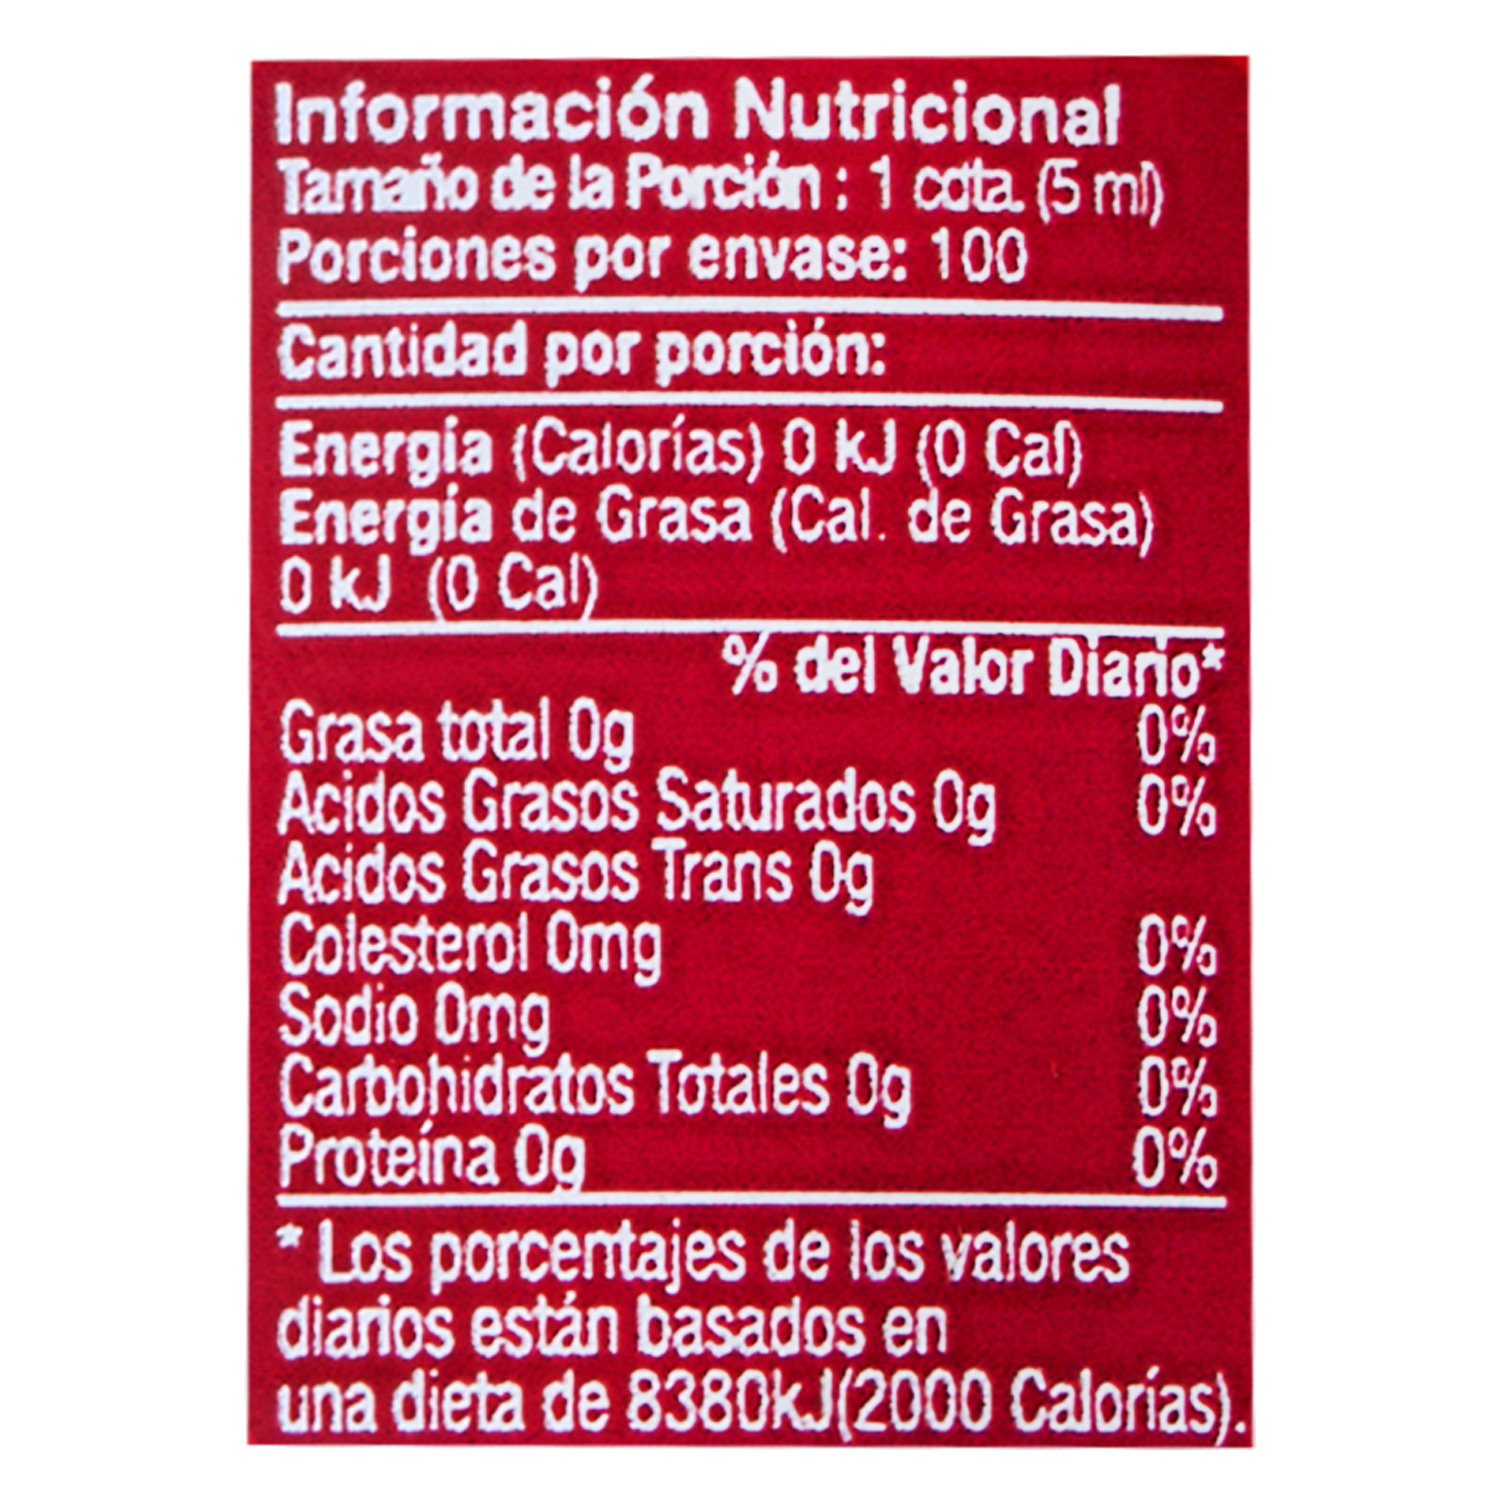 Información Nutricional
Tamaño de la Porción : 1 cdta. (5 ml)
Porciones por envase: 100
Cantidad por porción:
Energía (Calorías) 0 kJ (0 Cal)
Energía de Grasa (Cal. de Grasa)
0 kJ (0 Cal)
% del Valor Diario*
Grasa total 0g 0%
Acidos Grasos Saturados 0g 0%
Acidos Grasos Trans 0g
Colesterol 0mg 0%
Sodio 0mg 0%
Carbohidratos Totales 0g 0%
Proteína 0g 0%
* Los porcentajes de los valores
diarios están basados en
una dieta de 8380kJ(2000 Calorías).